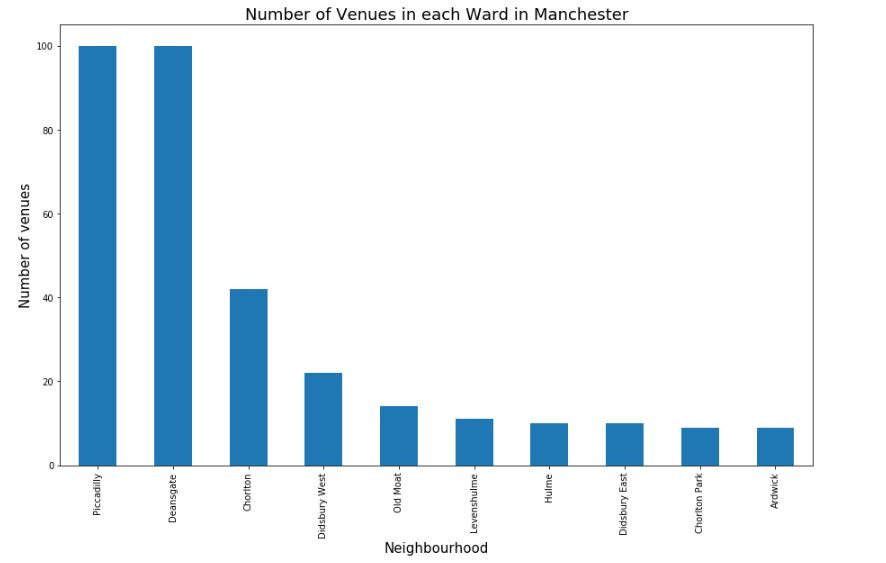 Number of Venues in each Ward in Manchester
Number of venues
100
80
60
40
20
0
Piccadilly
Deansgate
Chorlton
Didsbury West
Old Moat
Levenshulme
Hulme
Didsbury East
Chorlton Park
Ardwick
Neighbourhood